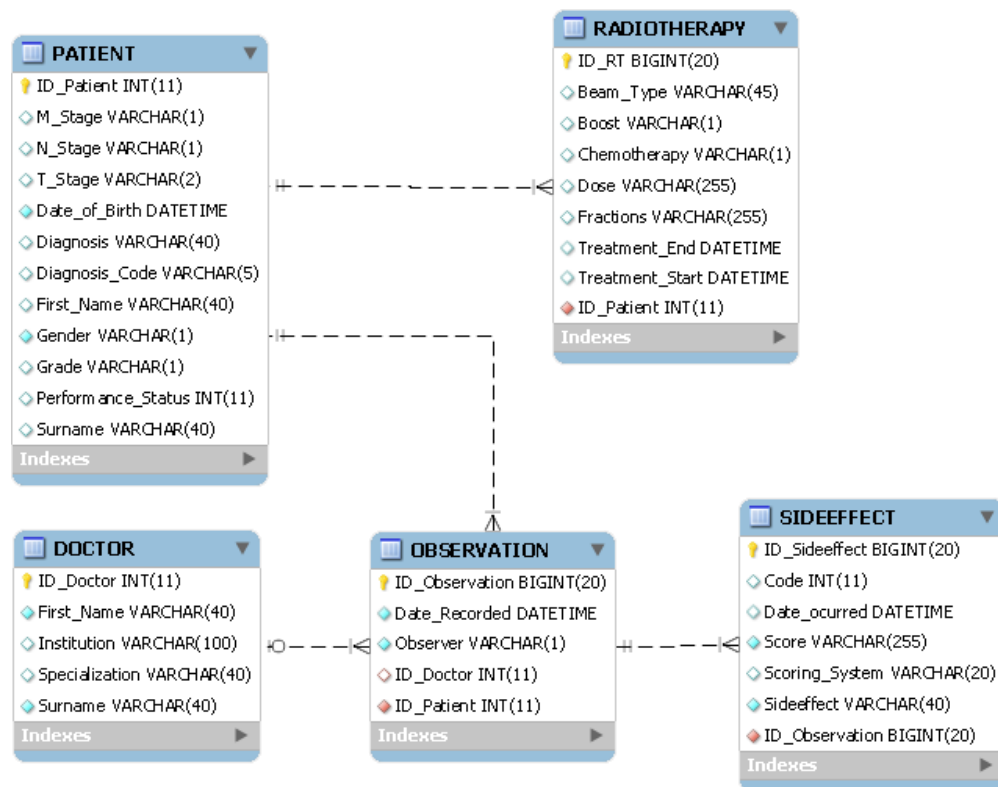 PATIENT
ID_Patient INT(11)
M_Stage VARCHAR(1)
N_Stage VARCHAR(1)
T_Stage VARCHAR(2)
Date_of_Birth DATETIME
Diagnosis VARCHAR(40)
Diagnosis_Code VARCHAR(5)
First_Name VARCHAR(40)
Gender VARCHAR(1)
Grade VARCHAR(1)
Performance_Status INT(11)
Surname VARCHAR(40)
Indexes
RADIOTHERAPY
ID_RT BIGINT(20)
Beam_Type VARCHAR(45)
Boost VARCHAR(1)
Chemotherapy VARCHAR(1)
Dose VARCHAR(255)
Fractions VARCHAR(255)
Treatment_End DATETIME
Treatment_Start DATETIME
ID_Patient INT(11)
Indexes
DOCTOR
ID_Doctor INT(11)
First_Name VARCHAR(40)
Institution VARCHAR(100)
Specialization VARCHAR(40)
Surname VARCHAR(40)
Indexes
OBSERVATION
ID_Observation BIGINT(20)
Date_Recorded DATETIME
Observer VARCHAR(1)
ID_Doctor INT(11)
ID_Patient INT(11)
Indexes
SIDEEFFECT
ID_Sideeffect BIGINT(20)
Code INT(11)
Date_ocurred DATETIME
Score VARCHAR(255)
Scoring_System VARCHAR(20)
Sideeffect VARCHAR(40)
ID_Observation BIGINT(20)
Indexes